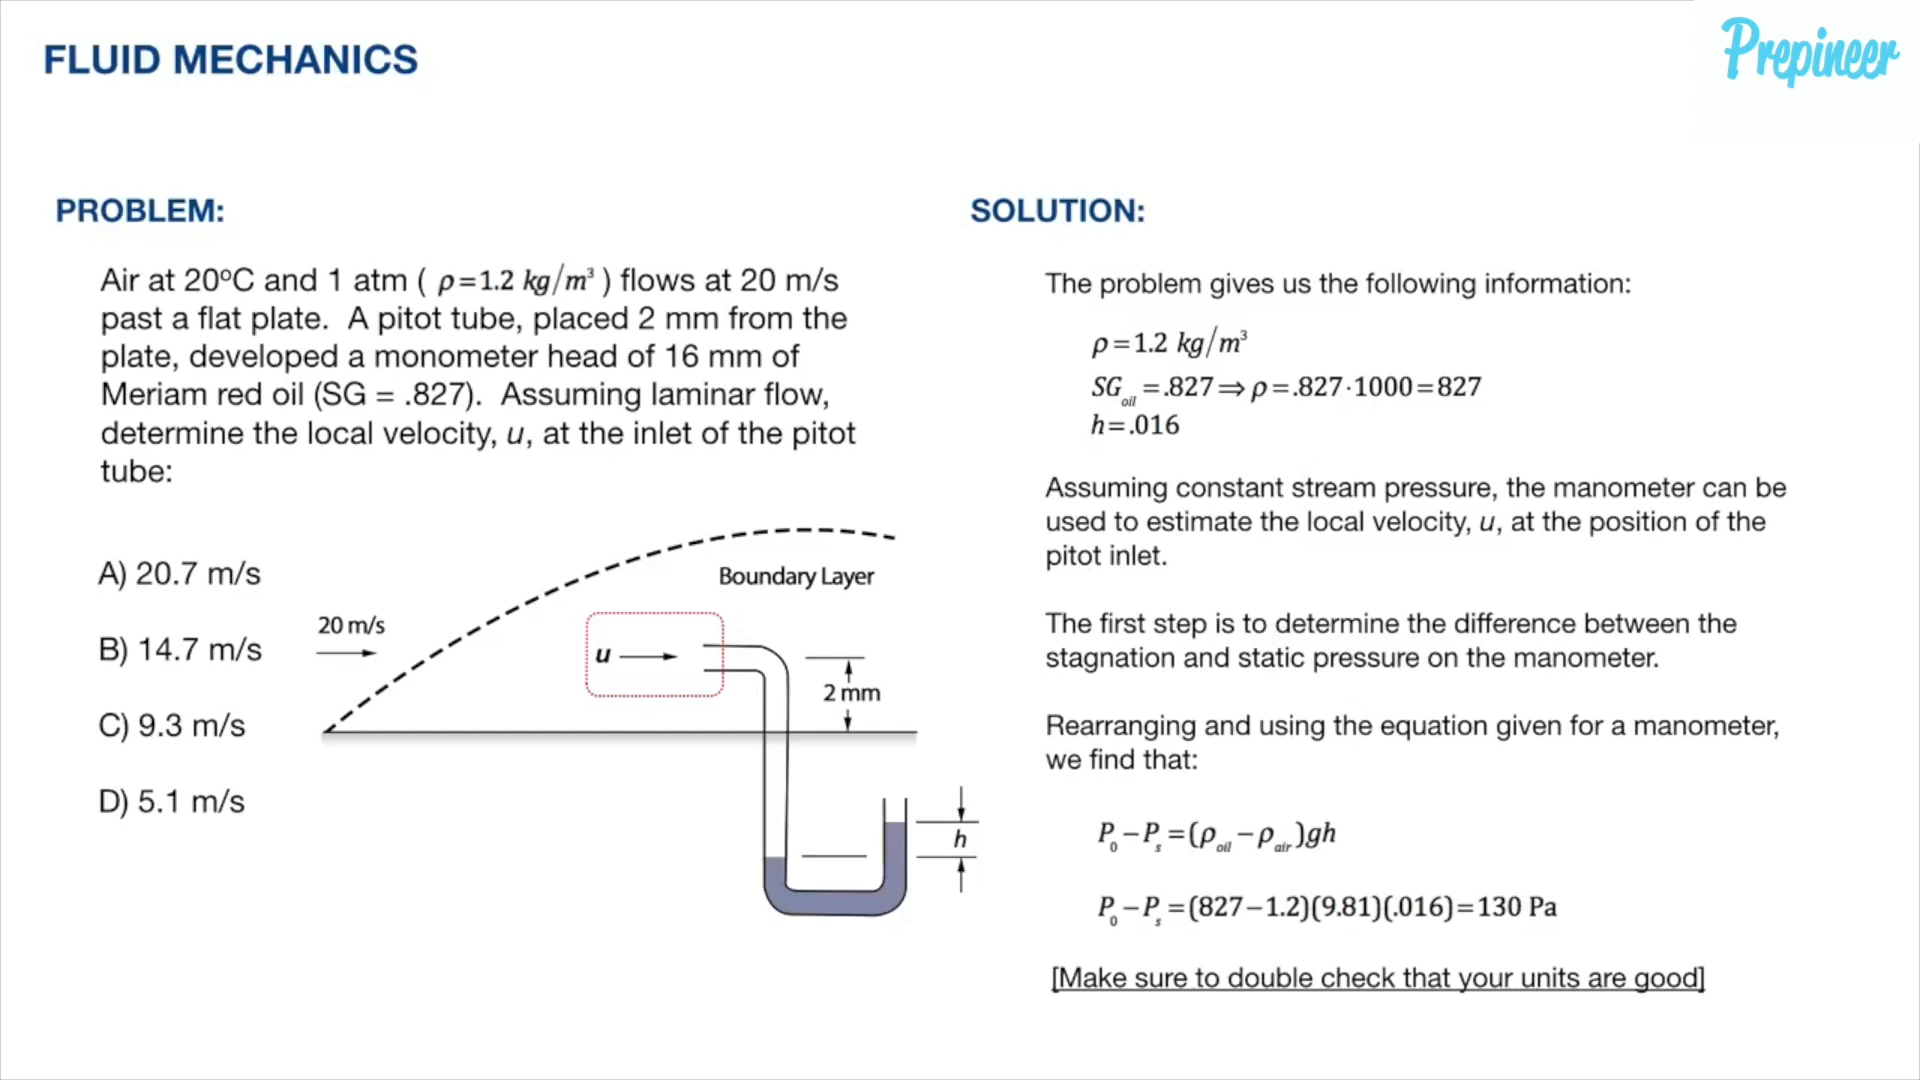 FLUID MECHANICS
Prepineer
PROBLEM:
Air at 20ºC and 1 atm ( ρ=1.2 kg/m³ ) flows at 20 m/s
past a flat plate.  A pitot tube, placed 2 mm from the
plate, developed a monometer head of 16 mm of
Meriam red oil (SG = .827).  Assuming laminar flow,
determine the local velocity, u, at the inlet of the pitot
tube:
A) 20.7 m/s
B) 14.7 m/s
C) 9.3 m/s
D) 5.1 m/s
20 m/s
Boundary Layer
u
2 mm
h
SOLUTION:
The problem gives us the following information:
ρ=1.2 kg/m³
SG_oil =.827⇒ρ=.827·1000=827
h=.016
Assuming constant stream pressure, the manometer can be
used to estimate the local velocity, u, at the position of the
pitot inlet.
The first step is to determine the difference between the
stagnation and static pressure on the manometer.
Rearranging and using the equation given for a manometer,
we find that:
P₀−Pₛ=(ρ_oil−ρ_air)gh
P₀−Pₛ=(827−1.2)(9.81)(.016)=130 Pa
[Make sure to double check that your units are good]